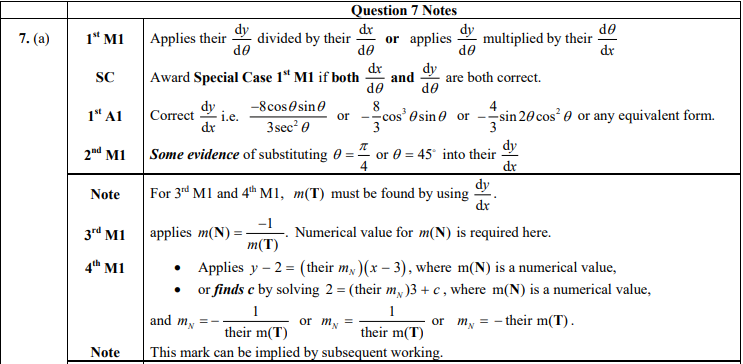 Question 7 Notes
7. (a) 1st M1 Applies their dy/dθ divided by their dx/dθ or applies dy/dθ multiplied by their dθ/dx
SC Award Special Case 1st M1 if both dx/dθ and dy/dθ are both correct.
1st A1 Correct dy/dx i.e. −8cosθsinθ/3sec²θ or −8/3 cos³θsinθ or −4/3 sin2θcos²θ or any equivalent form.
2nd M1 Some evidence of substituting θ = π/4 or θ = 45° into their dy/dx
Note For 3rd M1 and 4th M1, m(T) must be found by using dy/dx.
3rd M1 applies m(N) = −1/m(T). Numerical value for m(N) is required here.
4th M1 • Applies y − 2 = (their m_N)(x − 3), where m(N) is a numerical value,
• or finds c by solving 2 = (their m_N)3 + c, where m(N) is a numerical value,
and m_N = −1/their m(T) or m_N = 1/their m(T) or m_N = − their m(T).
Note This mark can be implied by subsequent working.